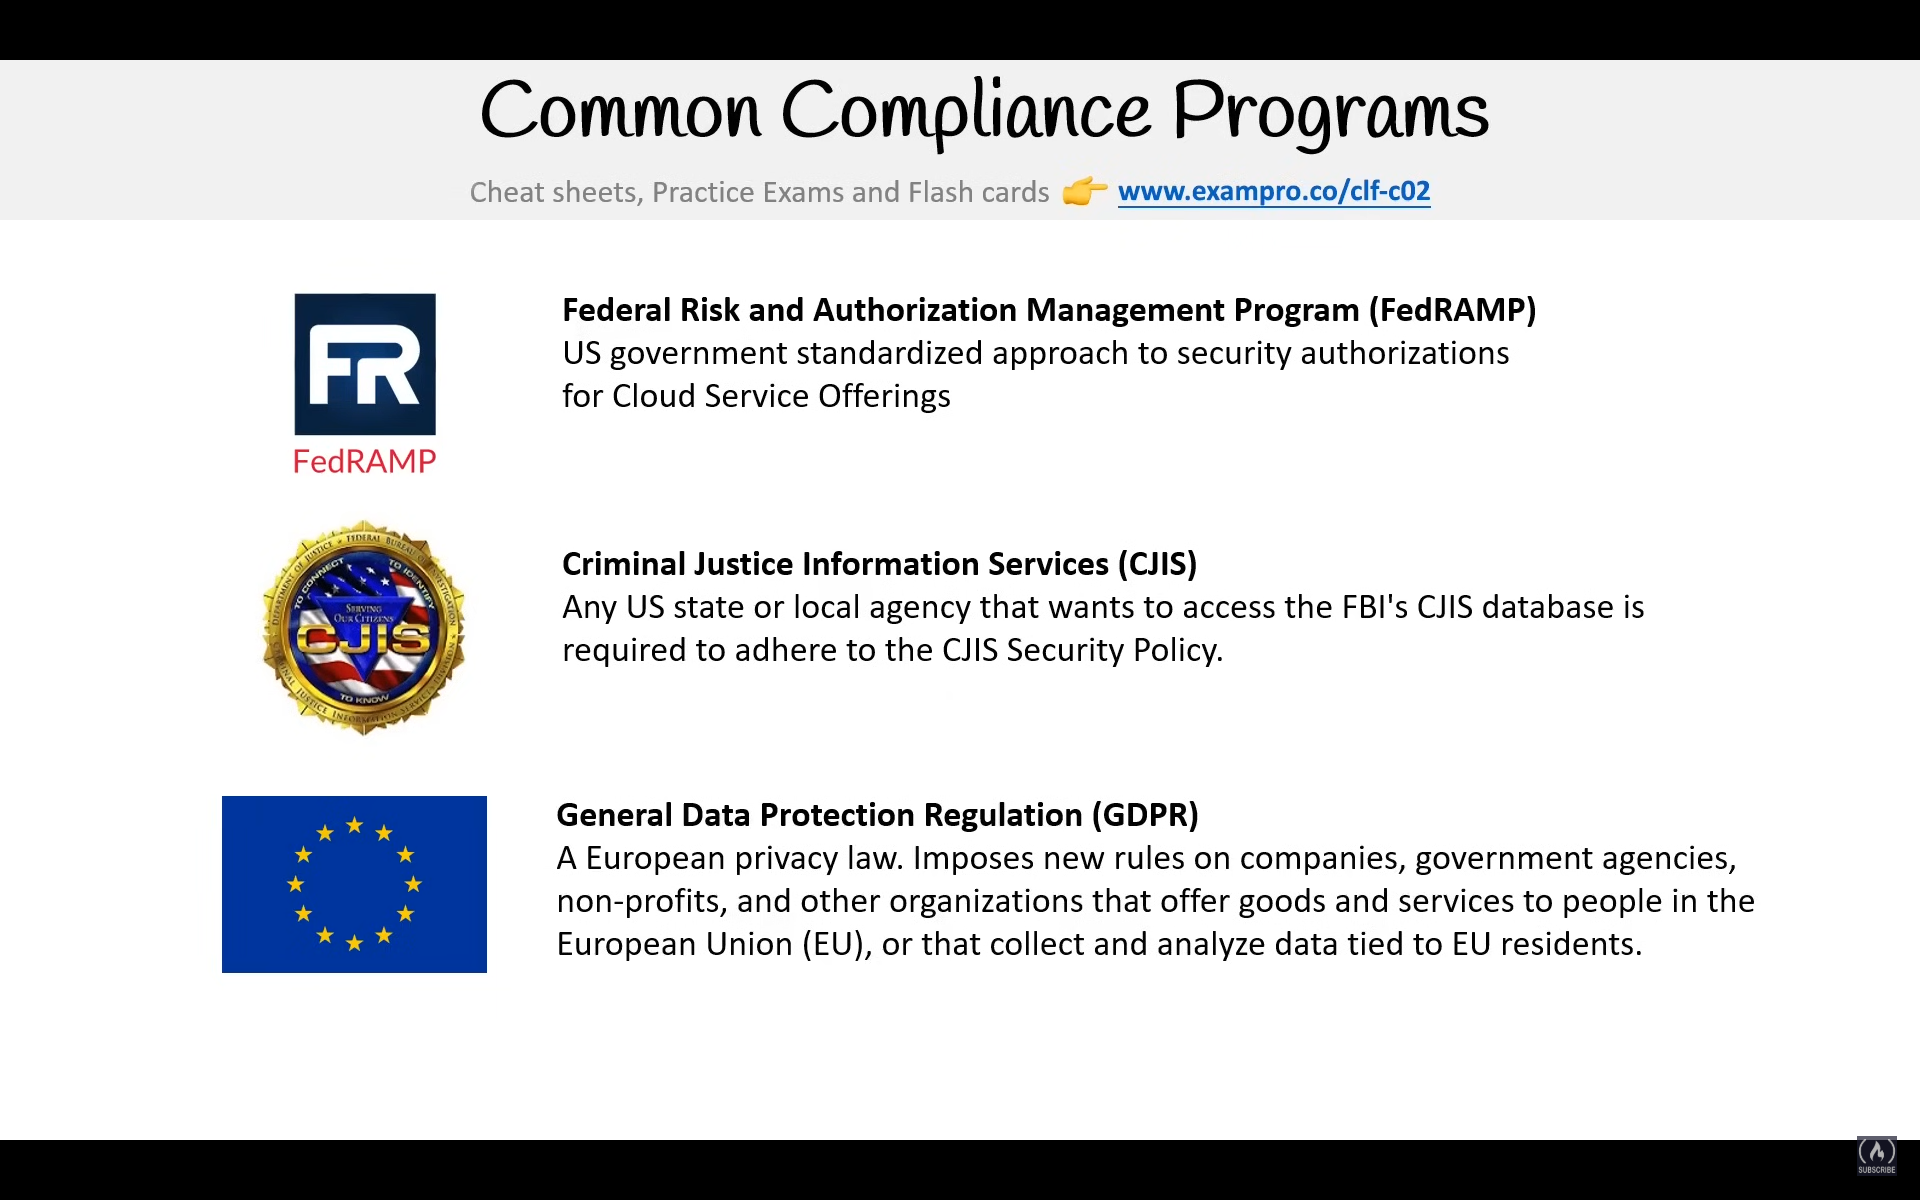 Common Compliance Programs
Cheat sheets, Practice Exams and Flash cards 👉 www.exampro.co/clf-c02
Federal Risk and Authorization Management Program (FedRAMP)
US government standardized approach to security authorizations
for Cloud Service Offerings
FR
FedRAMP
Criminal Justice Information Services (CJIS)
Any US state or local agency that wants to access the FBI's CJIS database is
required to adhere to the CJIS Security Policy.
DEPARTMENT OF JUSTICE ★ FEDERAL BUREAU OF INVESTIGATION
TO CONNECT
TO IDENTIFY
SERVING
OUR CITIZENS
CJIS
TO KNOW
CRIMINAL JUSTICE INFORMATION SERVICES DIVISION
General Data Protection Regulation (GDPR)
A European privacy law. Imposes new rules on companies, government agencies,
non-profits, and other organizations that offer goods and services to people in the
European Union (EU), or that collect and analyze data tied to EU residents.
SUBSCRIBE